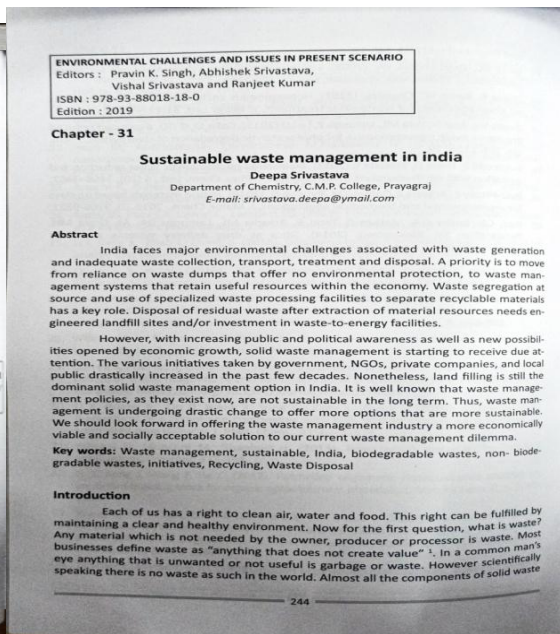 ENVIRONMENTAL CHALLENGES AND ISSUES IN PRESENT SCENARIO
Editors : Pravin K. Singh, Abhishek Srivastava,
Vishal Srivastava and Ranjeet Kumar
ISBN : 978-93-88018-18-0
Edition : 2019
Chapter - 31
Sustainable waste management in india
Deepa Srivastava
Department of Chemistry, C.M.P. College, Prayagraj
E-mail: srivastava.deepa@ymail.com
Abstract
India faces major environmental challenges associated with waste generation
and inadequate waste collection, transport, treatment and disposal. A priority is to move
from reliance on waste dumps that offer no environmental protection, to waste man-
agement systems that retain useful resources within the economy. Waste segregation at
source and use of specialized waste processing facilities to separate recyclable materials
has a key role. Disposal of residual waste after extraction of material resources needs en-
gineered landfill sites and/or investment in waste-to-energy facilities.
However, with increasing public and political awareness as well as new possibil-
ities opened by economic growth, solid waste management is starting to receive due at-
tention. The various initiatives taken by government, NGOs, private companies, and local
public drastically increased in the past few decades. Nonetheless, land filling is still the
dominant solid waste management option in India. It is well known that waste manage-
ment policies, as they exist now, are not sustainable in the long term. Thus, waste man-
agement is undergoing drastic change to offer more options that are more sustainable.
We should look forward in offering the waste management industry a more economically
viable and socially acceptable solution to our current waste management dilemma.
Key words: Waste management, sustainable, India, biodegradable wastes, non- biode-
gradable wastes, initiatives, Recycling, Waste Disposal
Introduction
Each of us has a right to clean air, water and food. This right can be fulfilled by
maintaining a clear and healthy environment. Now for the first question, what is waste?
Any material which is not needed by the owner, producer or processor is waste. Most
businesses define waste as "anything that does not create value" ¹. In a common man's
eye anything that is unwanted or not useful is garbage or waste. However scientifically
speaking there is no waste as such in the world. Almost all the components of solid waste
244